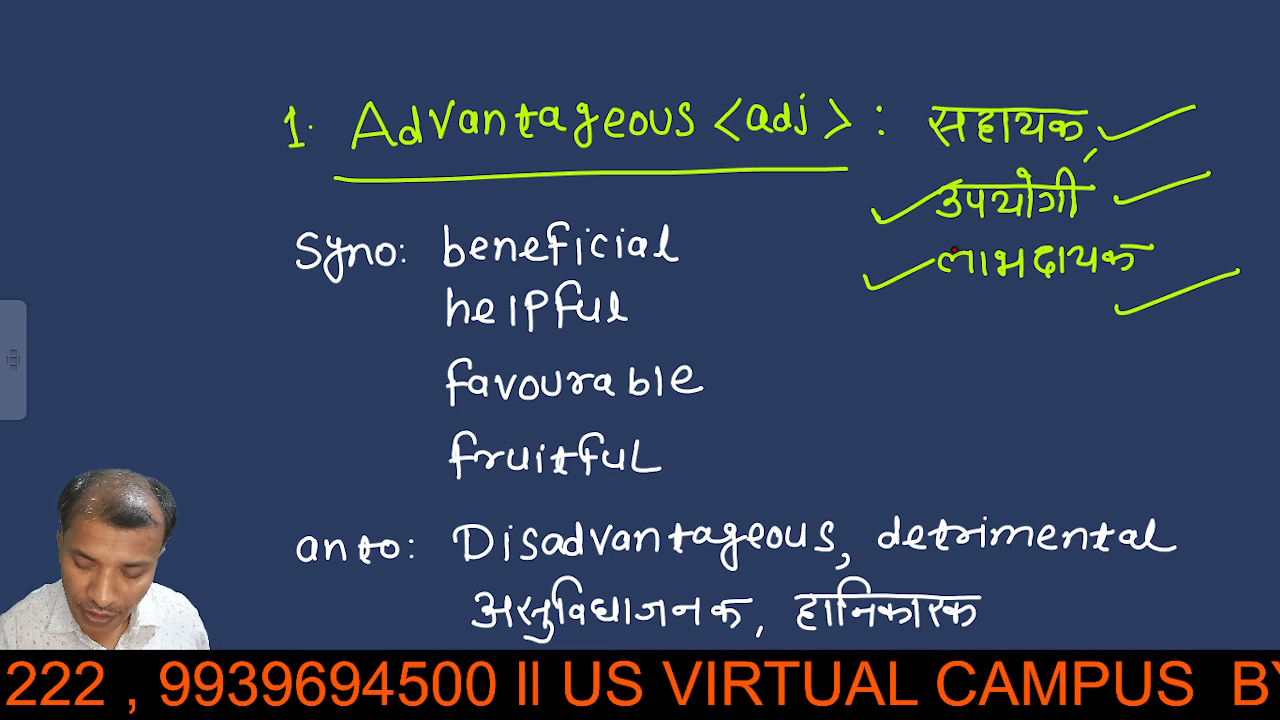 1. Advantageous <adj> : सहायक,
उपयोगी
लाभदायक
Syno: beneficial
helpful
favourable
fruitful
anto: Disadvantageous, detrimental
असुविधाजनक, हानिकारक
222 , 9939694500 || US VIRTUAL CAMPUS BY